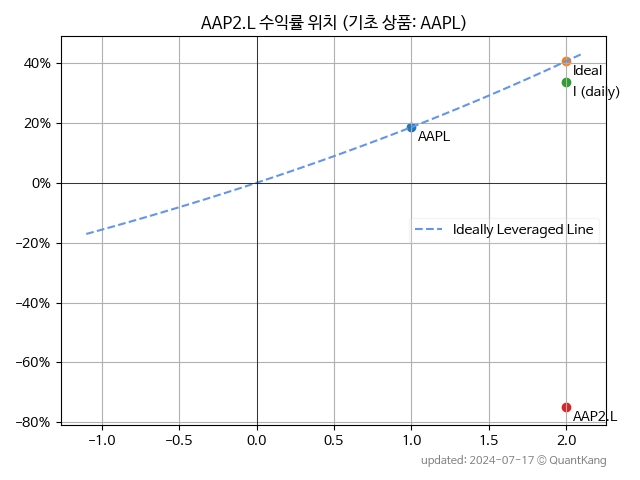 AAP2.L 수익률 위치 (기초 상품: AAPL)
40%
Ideal
I (daily)
20%
AAPL
0%
Ideally Leveraged Line
−20%
−40%
−60%
AAP2.L
−80%
−1.0 −0.5 0.0 0.5 1.0 1.5 2.0
updated: 2024-07-17 © QuantKang